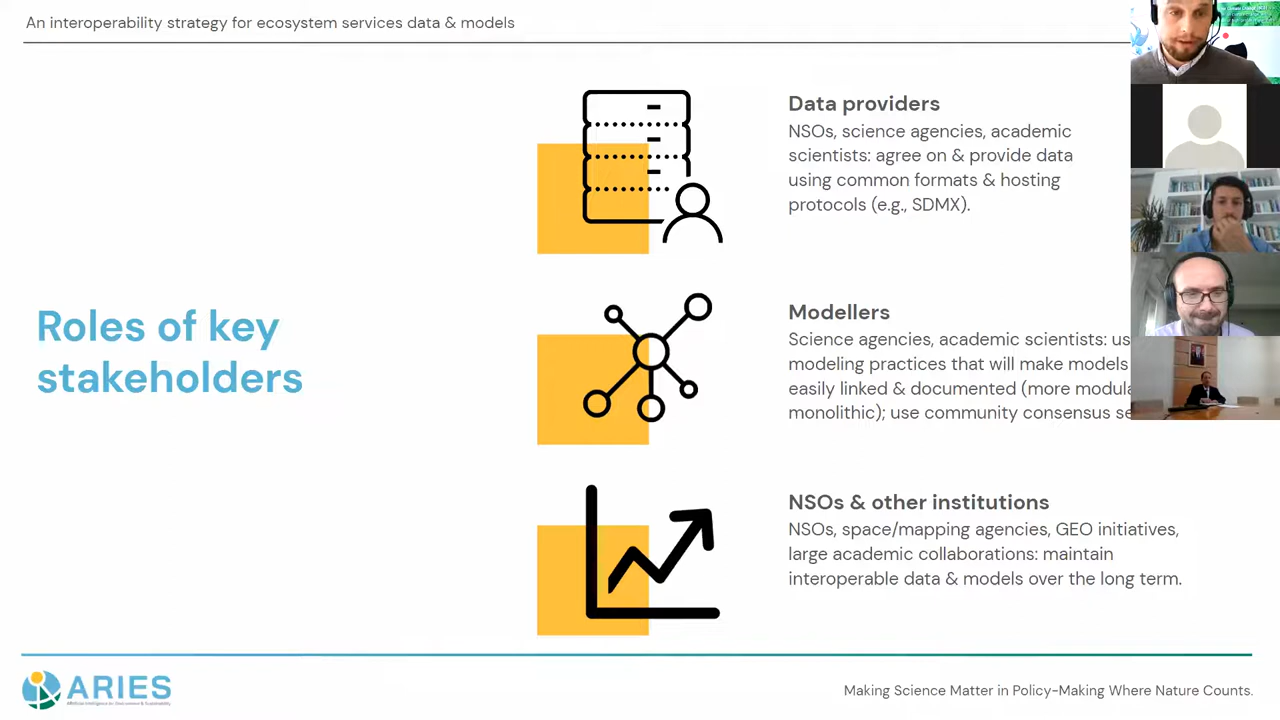 An interoperability strategy for ecosystem services data & models
Roles of key
stakeholders
Data providers
NSOs, science agencies, academic
scientists: agree on & provide data
using common formats & hosting
protocols (e.g., SDMX).
Modellers
Science agencies, academic scientists:
modeling practices that will make models
easily linked & documented (more
monolithic); use community consensus
NSOs & other institutions
NSOs, space/mapping agencies, GEO initiatives,
large academic collaborations: maintain
interoperable data & models over the long term.
ARIES
Making Science Matter in Policy-Making Where Nature Counts.